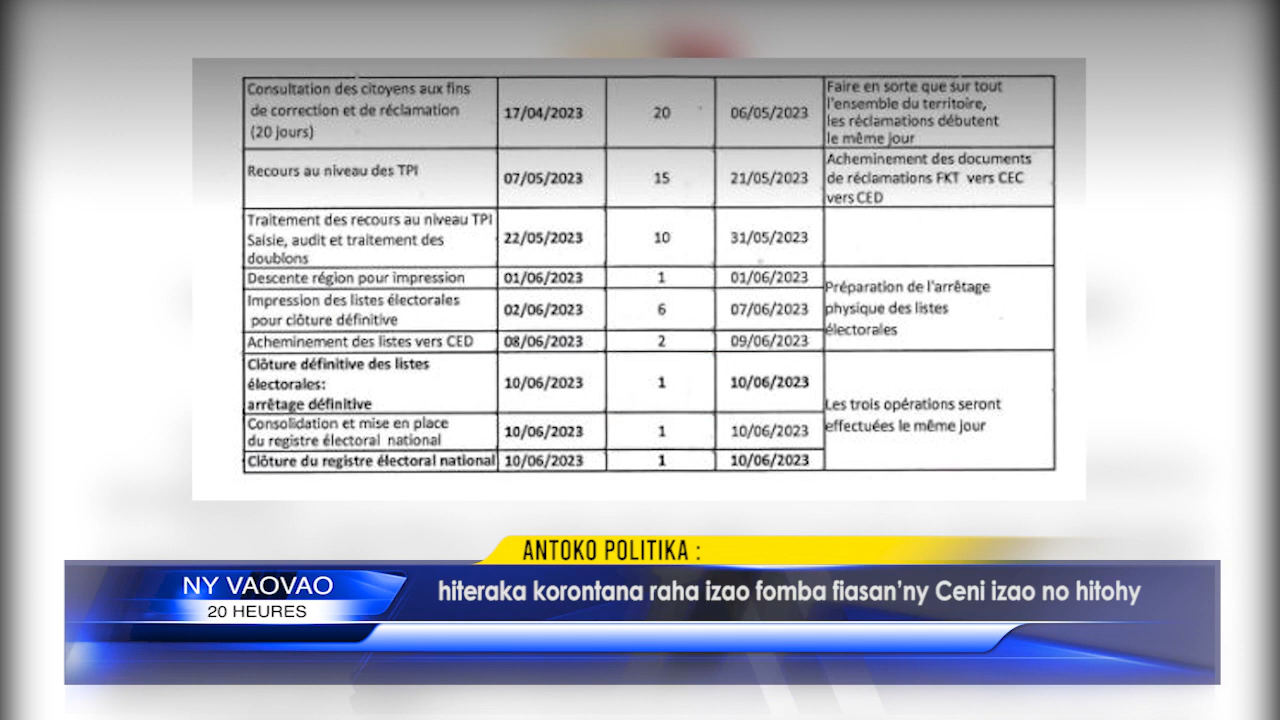 Consultation des citoyens aux fins
de correction et de réclamation
(20 jours)
17/04/2023
20
06/05/2023
Faire en sorte que sur tout
l'ensemble du territoire,
les réclamations débutent
le même jour
Recours au niveau des TPI
07/05/2023
15
21/05/2023
Acheminement des documents
de réclamations FKT vers CEC
vers CED
Traitement des recours au niveau TPI
Saisie, audit et traitement des
doublons
22/05/2023
10
31/05/2023
Descente région pour impression
01/06/2023
1
01/06/2023
Impression des listes électorales
pour clôture définitive
02/06/2023
6
07/06/2023
Acheminement des listes vers CED
08/06/2023
2
09/06/2023
Préparation de l'arrêtage
physique des listes
électorales
Clôture définitive des listes
électorales:
arrêtage définitive
10/06/2023
1
10/06/2023
Consolidation et mise en place
du registre électoral national
10/06/2023
1
10/06/2023
Clôture du registre électoral national
10/06/2023
1
10/06/2023
Les trois opérations seront
effectuées le même jour
ANTOKO POLITIKA :
NY VAOVAO
20 HEURES
hiteraka korontana raha izao fomba fiasan'ny Ceni izao no hitohy